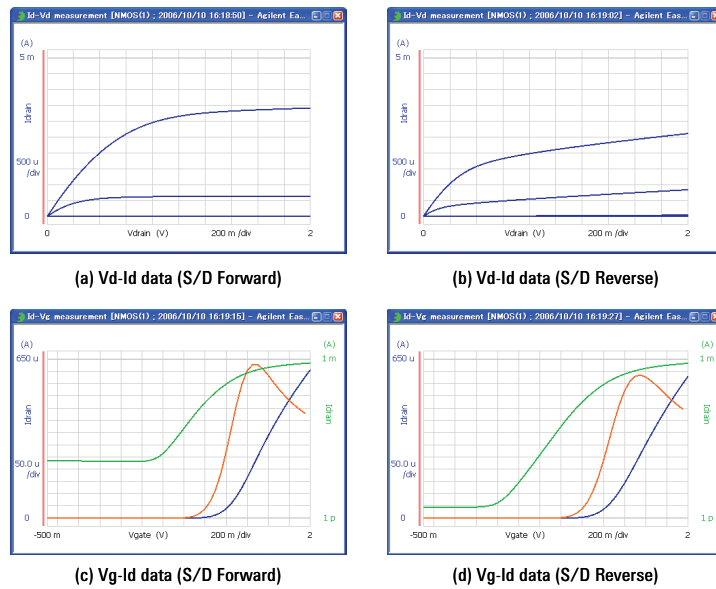 Id-Vd measurement [NMOS(1) ; 2006/10/10 16:18:50] - Agilent Eas...
(A)
5 m
Idrain
500 u
/div
0
0
Vdrain (V)
200 m /div
2
(a) Vd-Id data (S/D Forward)
Id-Vd measurement [NMOS(1) ; 2006/10/10 16:19:02] - Agilent Eas...
(A)
5 m
Idrain
500 u
/div
0
0
Vdrain (V)
200 m /div
2
(b) Vd-Id data (S/D Reverse)
Id-Vg measurement [NMOS(1) ; 2006/10/10 16:19:15] - Agilent Eas...
(A)
650 u
Idrain
50.0 u
/div
0
(A)
1 m
Idrain
1 p
-500 m
Vgate (V)
200 m /div
2
(c) Vg-Id data (S/D Forward)
Id-Vg measurement [NMOS(1) ; 2006/10/10 16:19:27] - Agilent Eas...
(A)
650 u
Idrain
50.0 u
/div
0
(A)
1 m
Idrain
1 p
-500 m
Vgate (V)
200 m /div
2
(d) Vg-Id data (S/D Reverse)